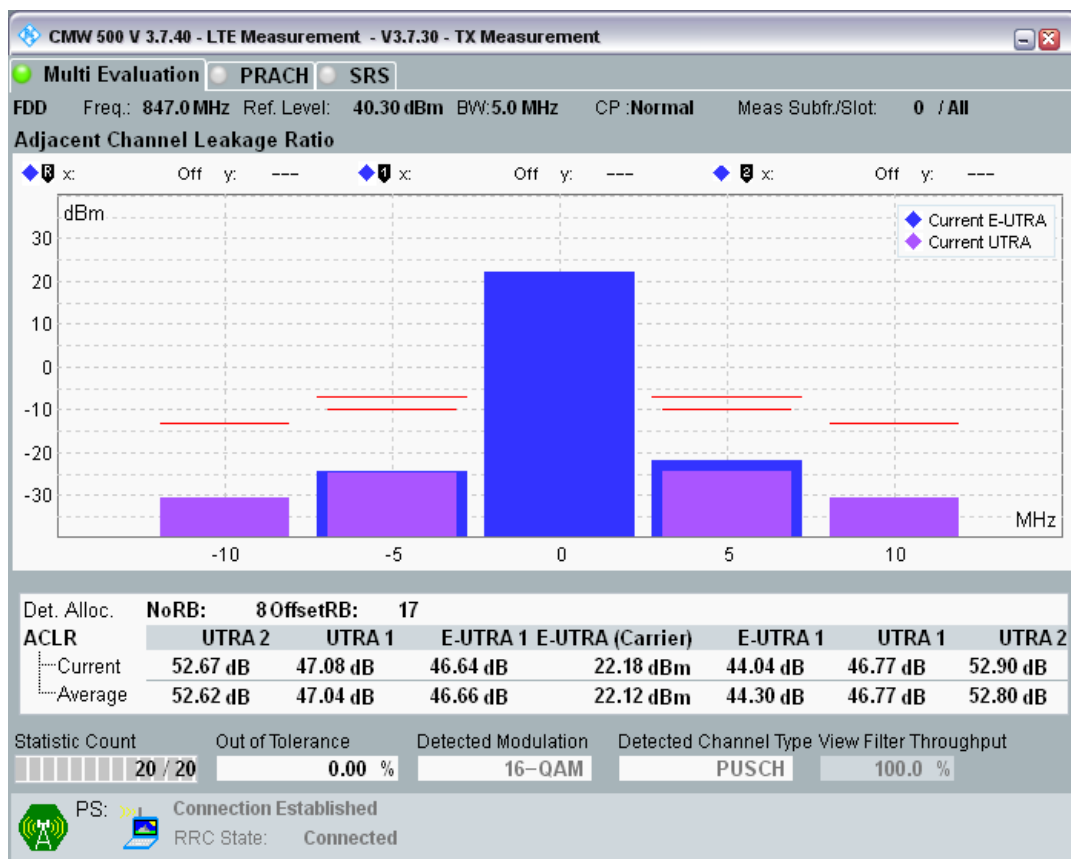 CMW 500 V 3.7.40 - LTE Measurement - V3.7.30 - TX Measurement
Multi Evaluation PRACH SRS
FDD Freq.: 847.0 MHz Ref. Level: 40.30 dBm BW:5.0 MHz CP :Normal Meas Subfr./Slot: 0 / All
Adjacent Channel Leakage Ratio
R x: Off y: --- 1 x: Off y: --- 2 x: Off y: ---
dBm
Current E-UTRA
Current UTRA
30
20
10
0
-10
-20
-30
MHz
-10 -5 0 5 10
Det. Alloc. NoRB: 8 OffsetRB: 17
ACLR UTRA 2 UTRA 1 E-UTRA 1 E-UTRA (Carrier) E-UTRA 1 UTRA 1 UTRA 2
Current 52.67 dB 47.08 dB 46.64 dB 22.18 dBm 44.04 dB 46.77 dB 52.90 dB
Average 52.62 dB 47.04 dB 46.66 dB 22.12 dBm 44.30 dB 46.77 dB 52.80 dB
Statistic Count Out of Tolerance Detected Modulation Detected Channel Type View Filter Throughput
20 / 20 0.00 % 16-QAM PUSCH 100.0 %
PS: Connection Established
RRC State: Connected